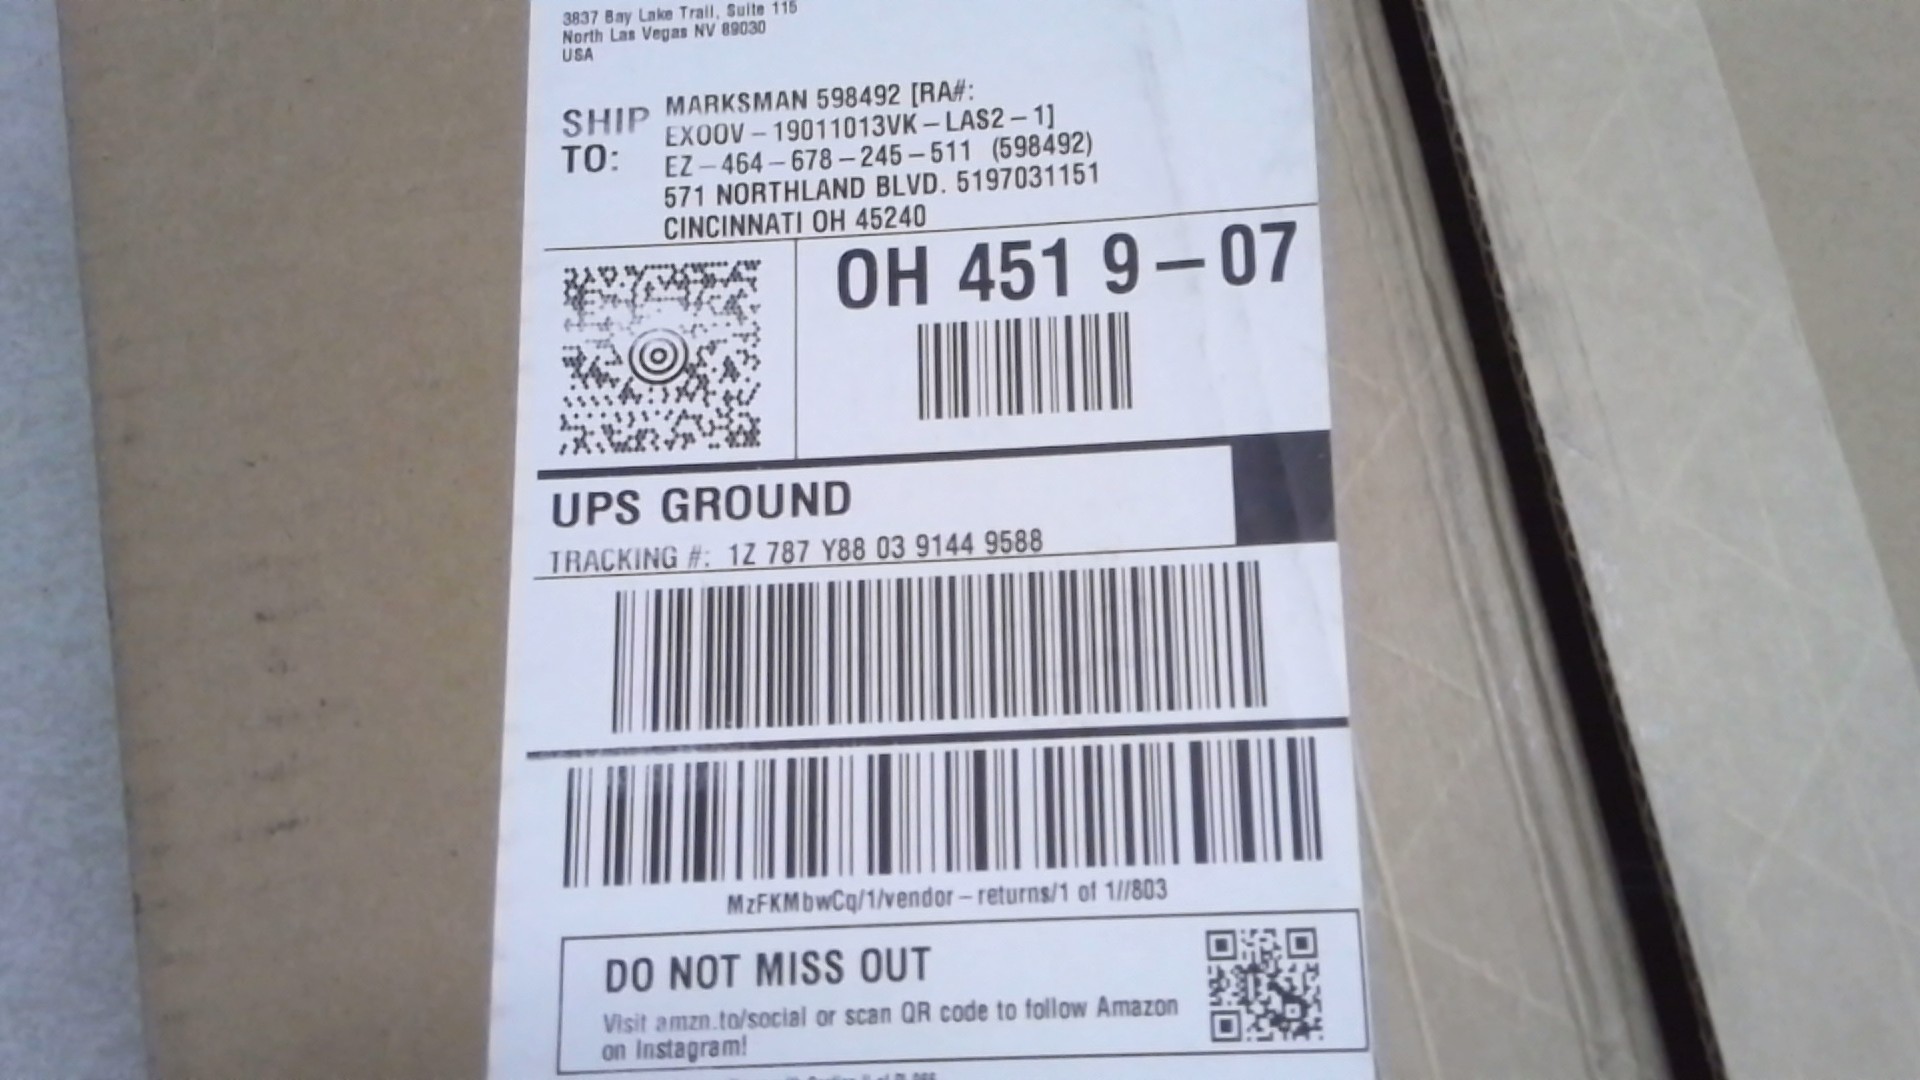 3837 Bay Lake Trail, Suite 115
North Las Vegas NV 89030
USA
SHIP TO:
MARKSMAN 598492 [RA#:
EXOOV-19011013VK-LAS2-1]
EZ-464-678-245-511 (598492)
571 NORTHLAND BLVD. 5197031151
CINCINNATI OH 45240
OH 451 9-07
UPS GROUND
TRACKING #: 1Z 787 Y88 03 9144 9588
MzFKMbwCq/1/vendor-returns/1 of 1//803
DO NOT MISS OUT
Visit amzn.to/social or scan QR code to follow Amazon
on Instagram!